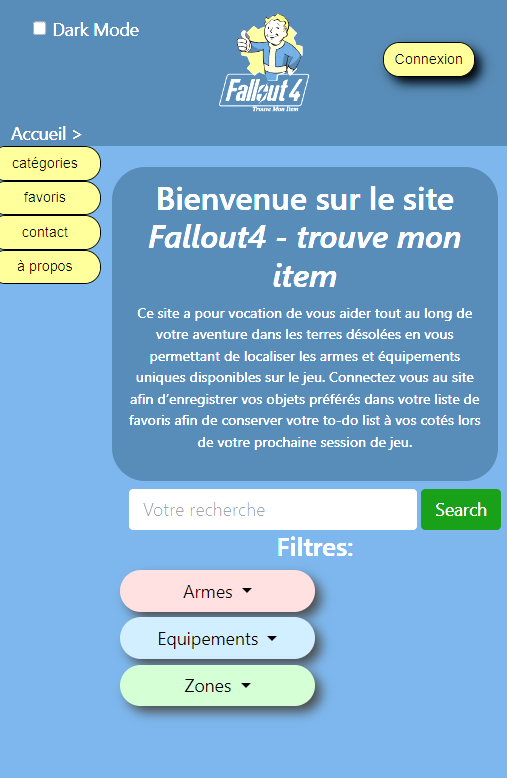 Dark Mode
Fallout 4
Trouve Mon Item
Connexion
Accueil >
catégories
favoris
contact
à propos
Bienvenue sur le site
Fallout4 - trouve mon
item
Ce site a pour vocation de vous aider tout au long de
votre aventure dans les terres désolées en vous
permettant de localiser les armes et équipements
uniques disponibles sur le jeu. Connectez vous au site
afin d'enregistrer vos objets préférés dans votre liste de
favoris afin de conserver votre to-do list à vos cotés lors
de votre prochaine session de jeu.
Votre recherche
Search
Filtres:
Armes
Equipements
Zones